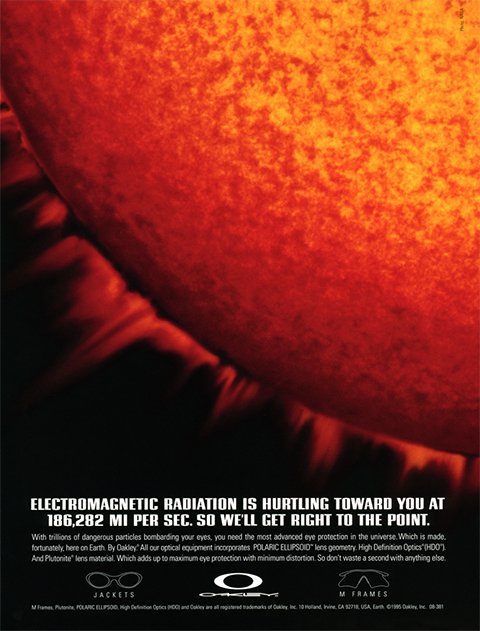 Photo: NASA
ELECTROMAGNETIC RADIATION IS HURTLING TOWARD YOU AT
186,282 MI PER SEC. SO WE'LL GET RIGHT TO THE POINT.
With trillions of dangerous particles bombarding your eyes, you need the most advanced eye protection in the universe. Which is made,
fortunately, here on Earth. By Oakley.® All our optical equipment incorporates POLARIC ELLIPSOID™ lens geometry. High Definition Optics®(HDO®).
And Plutonite® lens material. Which adds up to maximum eye protection with minimum distortion. So don't waste a second with anything else.
JACKETS
OAKLEY
M FRAMES
M Frames, Plutonite, POLARIC ELLIPSOID, High Definition Optics (HDO) and Oakley are all registered trademarks of Oakley, Inc. 10 Holland, Irvine, CA 92718, USA, Earth. ©1995 Oakley, Inc. 08-381